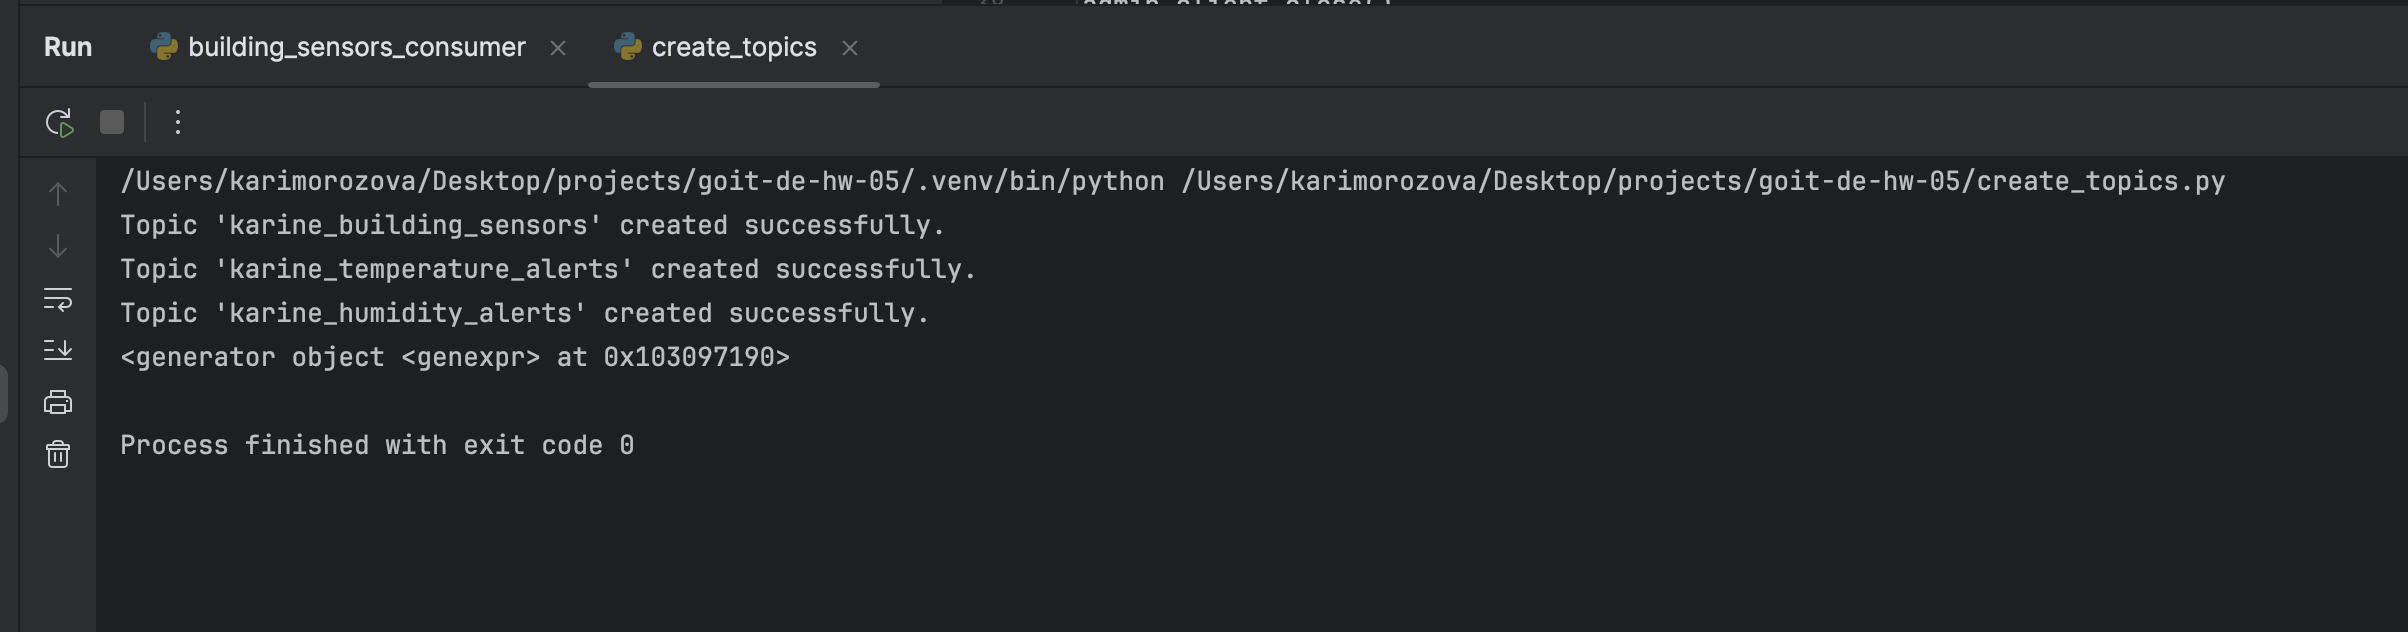 admin_client.close()
Run building_sensors_consumer create_topics
/Users/karimorozova/Desktop/projects/goit-de-hw-05/.venv/bin/python /Users/karimorozova/Desktop/projects/goit-de-hw-05/create_topics.py
Topic 'karine_building_sensors' created successfully.
Topic 'karine_temperature_alerts' created successfully.
Topic 'karine_humidity_alerts' created successfully.
<generator object <genexpr> at 0x103097190>
Process finished with exit code 0